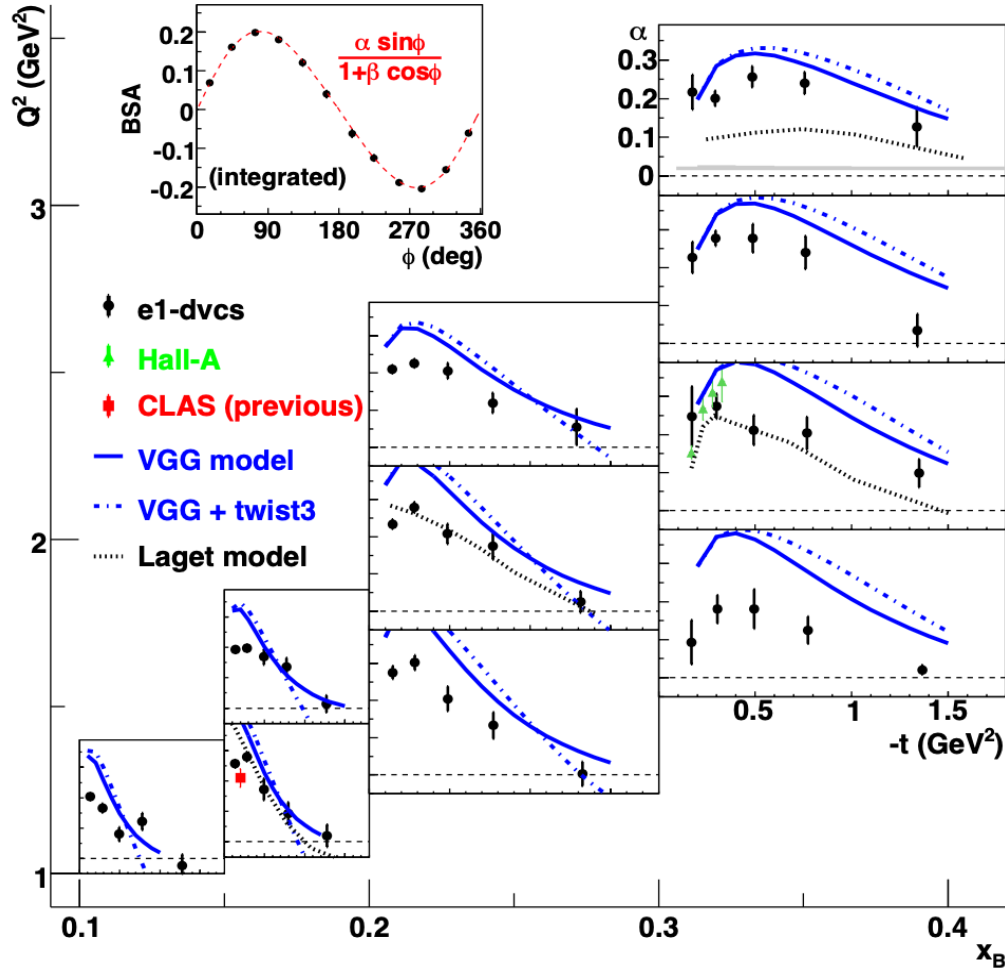 Q² (GeV²)
3
2
1
0.1
0.2
0.3
0.4
x_B
BSA
0.2
0.1
0
-0.1
-0.2
α sinϕ
1+β cosϕ
(integrated)
0
90
180
270
360
ϕ (deg)
e1-dvcs
Hall-A
CLAS (previous)
VGG model
VGG + twist3
Laget model
α
0.3
0.2
0.1
0
0.5
1
1.5
-t (GeV²)